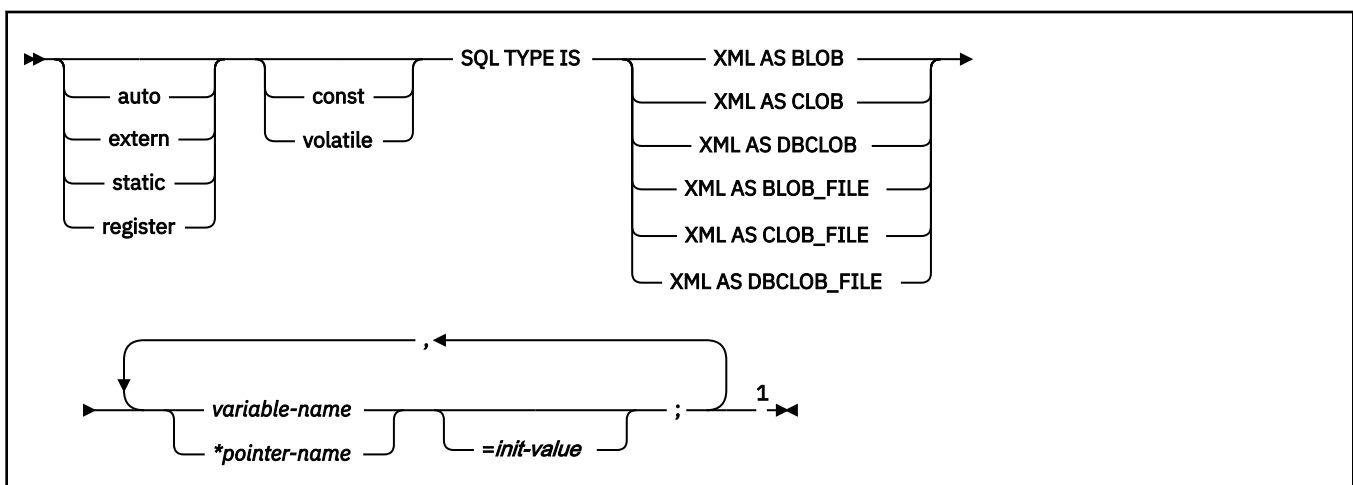 SQL TYPE IS XML AS BLOB
auto const XML AS CLOB
extern volatile XML AS DBCLOB
static XML AS BLOB_FILE
register XML AS CLOB_FILE
XML AS DBCLOB_FILE
,
variable-name ; 1
*pointer-name =init-value